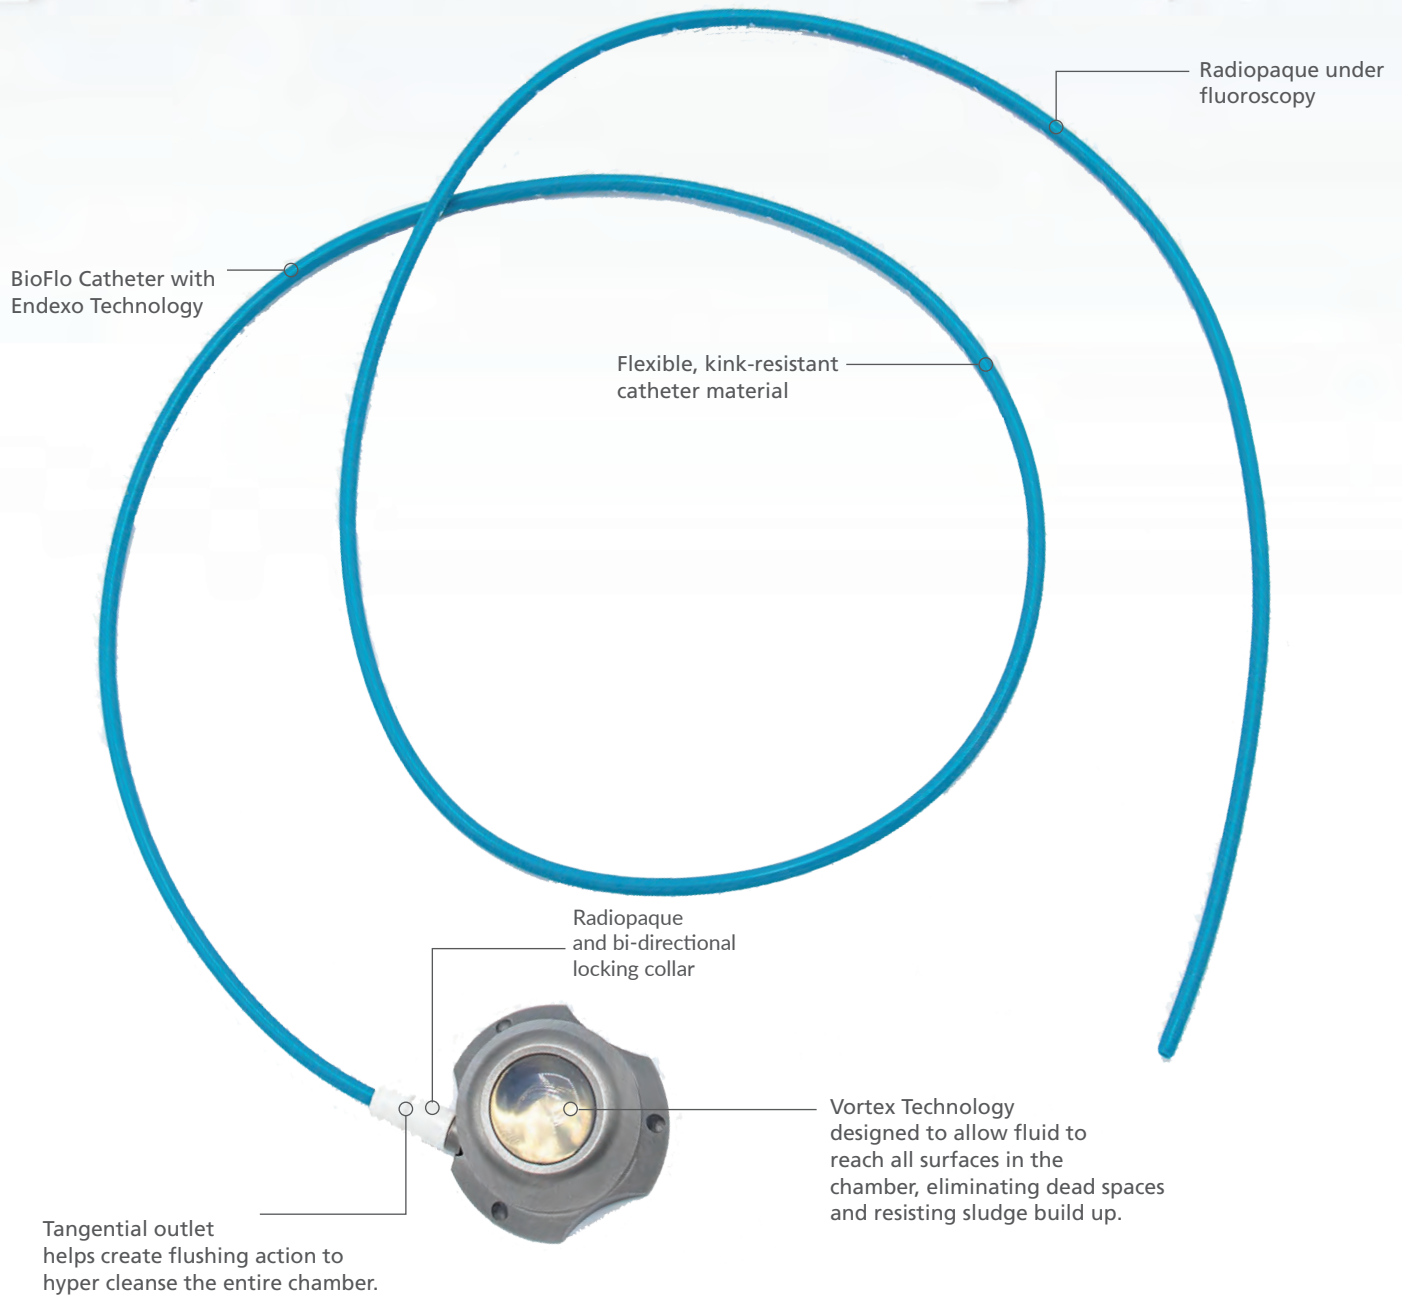 Radiopaque under
fluoroscopy
BioFlo Catheter with
Endexo Technology
Flexible, kink-resistant
catheter material
Radiopaque
and bi-directional
locking collar
Vortex Technology
designed to allow fluid to
reach all surfaces in the
chamber, eliminating dead spaces
and resisting sludge build up.
Tangential outlet
helps create flushing action to
hyper cleanse the entire chamber.